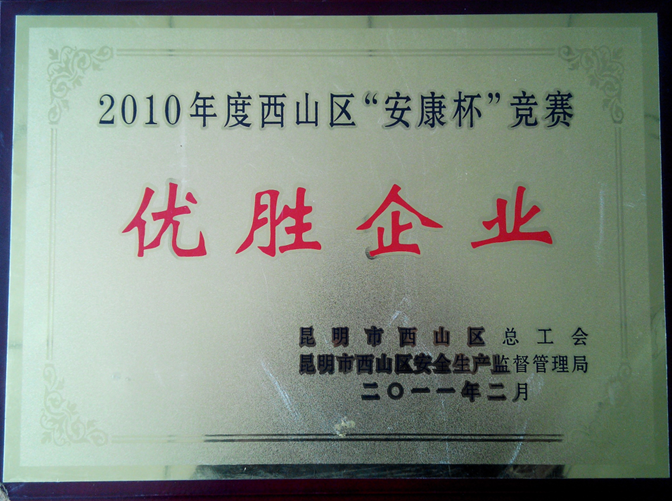 2010年度西山区“安康杯”竞赛
优胜企业
昆明市西山区总工会
昆明市西山区安全生产监督管理局
二〇一一年二月